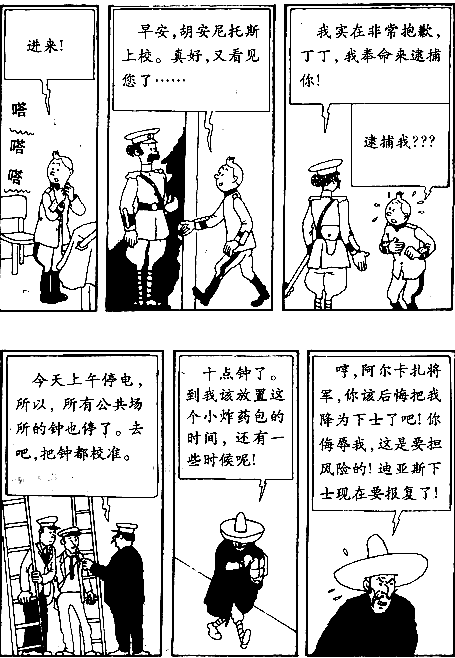 进来！
嗒
嗒
嗒
早安，胡安尼托斯
上校。真好，又看见
您了……
我实在非常抱歉，
丁丁，我奉命来逮捕
你！
逮捕我？？？
今天上午停电，
所以，所有公共场
所的钟也停了。去
吧，把钟都校准。
十点钟了。
到我该放置这
个小炸药包的
时间，还有一
些时候呢！
哼，阿尔卡扎将
军，你该后悔把我
降为下士了吧！你
侮辱我，这是要担
风险的！迪亚斯下
士现在要报复了！